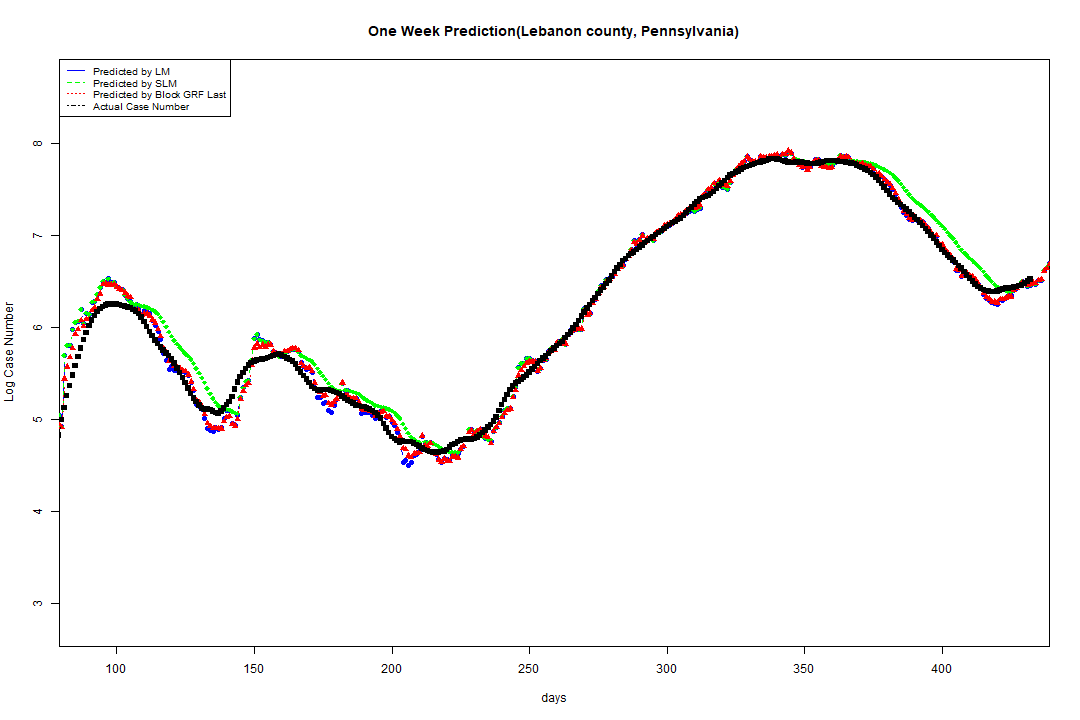 One Week Prediction(Lebanon county, Pennsylvania)
Predicted by LM
Predicted by SLM
Predicted by Block GRF Last
Actual Case Number
Log Case Number
8
7
6
5
4
3
100 150 200 250 300 350 400
days